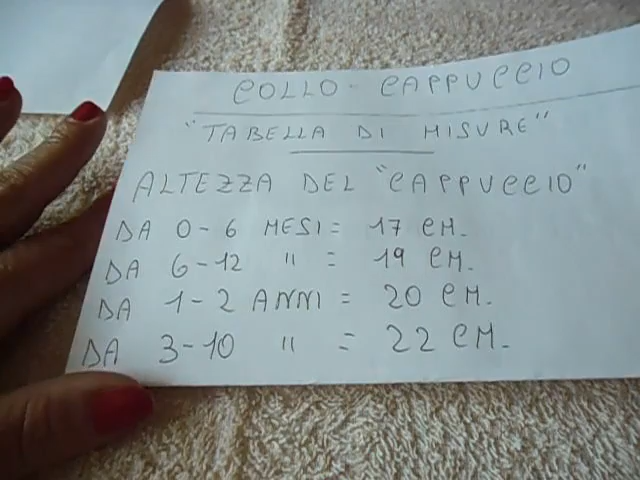 COLLO - CAPPUCCIO
"TABELLA DI MISURE"
ALTEZZA DEL "CAPPUCCIO"
DA 0-6 MESI = 17 CM.
DA 6-12 " = 19 CM.
DA 1-2 ANNI = 20 CM.
DA 3-10 " = 22 CM.